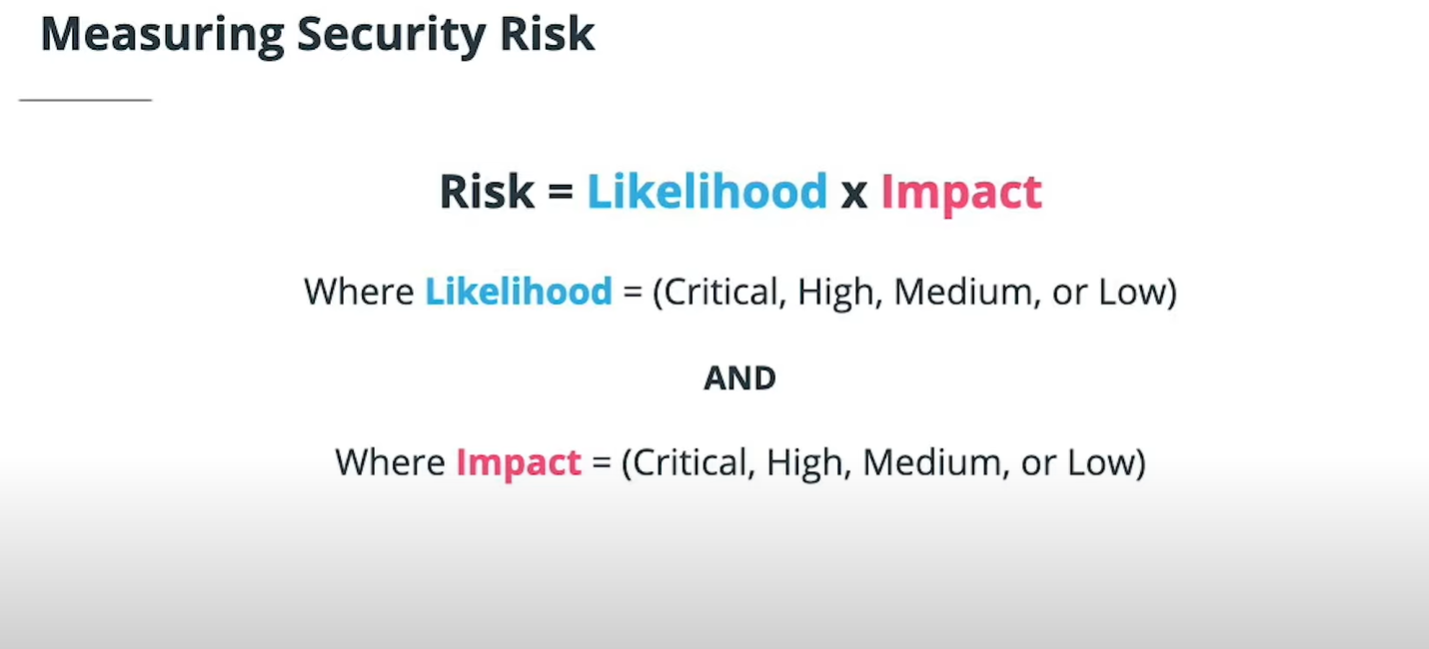 Measuring Security Risk
Risk = Likelihood x Impact
Where Likelihood = (Critical, High, Medium, or Low)
AND
Where Impact = (Critical, High, Medium, or Low)